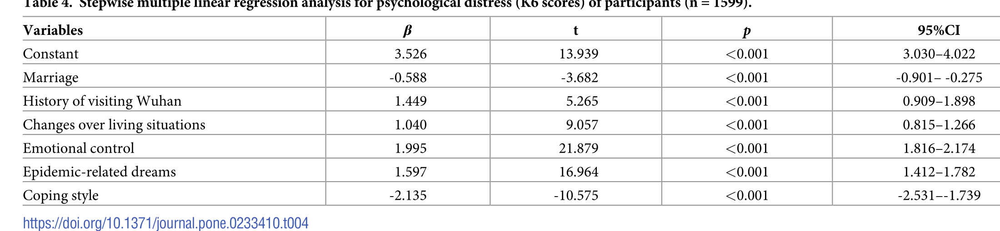 Table 4. Stepwise multiple linear regression analysis for psychological distress (K6 scores) of participants (n = 1599).
Variables β t p 95%CI
Constant 3.526 13.939 <0.001 3.030–4.022
Marriage -0.588 -3.682 <0.001 -0.901– -0.275
History of visiting Wuhan 1.449 5.265 <0.001 0.909–1.898
Changes over living situations 1.040 9.057 <0.001 0.815–1.266
Emotional control 1.995 21.879 <0.001 1.816–2.174
Epidemic-related dreams 1.597 16.964 <0.001 1.412–1.782
Coping style -2.135 -10.575 <0.001 -2.531–-1.739
https://doi.org/10.1371/journal.pone.0233410.t004